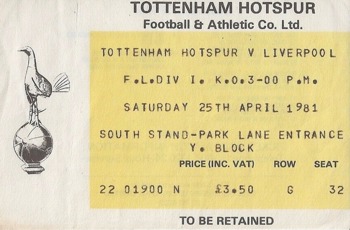 TOTTENHAM HOTSPUR
Football & Athletic Co. Ltd.
TOTTENHAM HOTSPUR V LIVERPOOL
F.L.DIV I. K.O.3-00 P.M.
SATURDAY 25TH APRIL 1981
SOUTH STAND-PARK LANE ENTRANCE
Y. BLOCK
PRICE (INC. VAT) ROW SEAT
22 01900 N £3.50 G 32
TO BE RETAINED